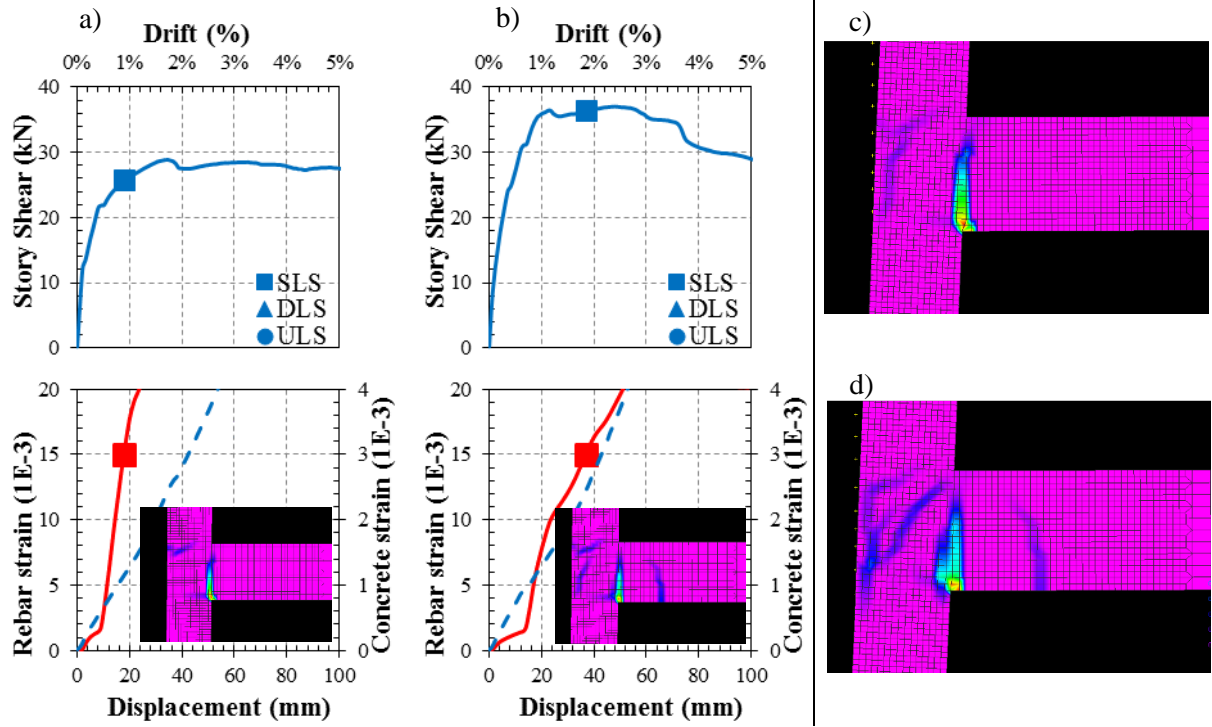 a)
Drift (%)
0% 1% 2% 3% 4% 5%
Story Shear (kN)
40
30
20
10
0
SLS
DLS
ULS
Rebar strain (1E-3)
20
15
10
5
0
Concrete strain (1E-3)
4
3
2
1
0
0 20 40 60 80 100
Displacement (mm)
b)
Drift (%)
0% 1% 2% 3% 4% 5%
Story Shear (kN)
40
30
20
10
0
SLS
DLS
ULS
Rebar strain (1E-3)
20
15
10
5
0
Concrete strain (1E-3)
4
3
2
1
0
0 20 40 60 80 100
Displacement (mm)
c)
d)